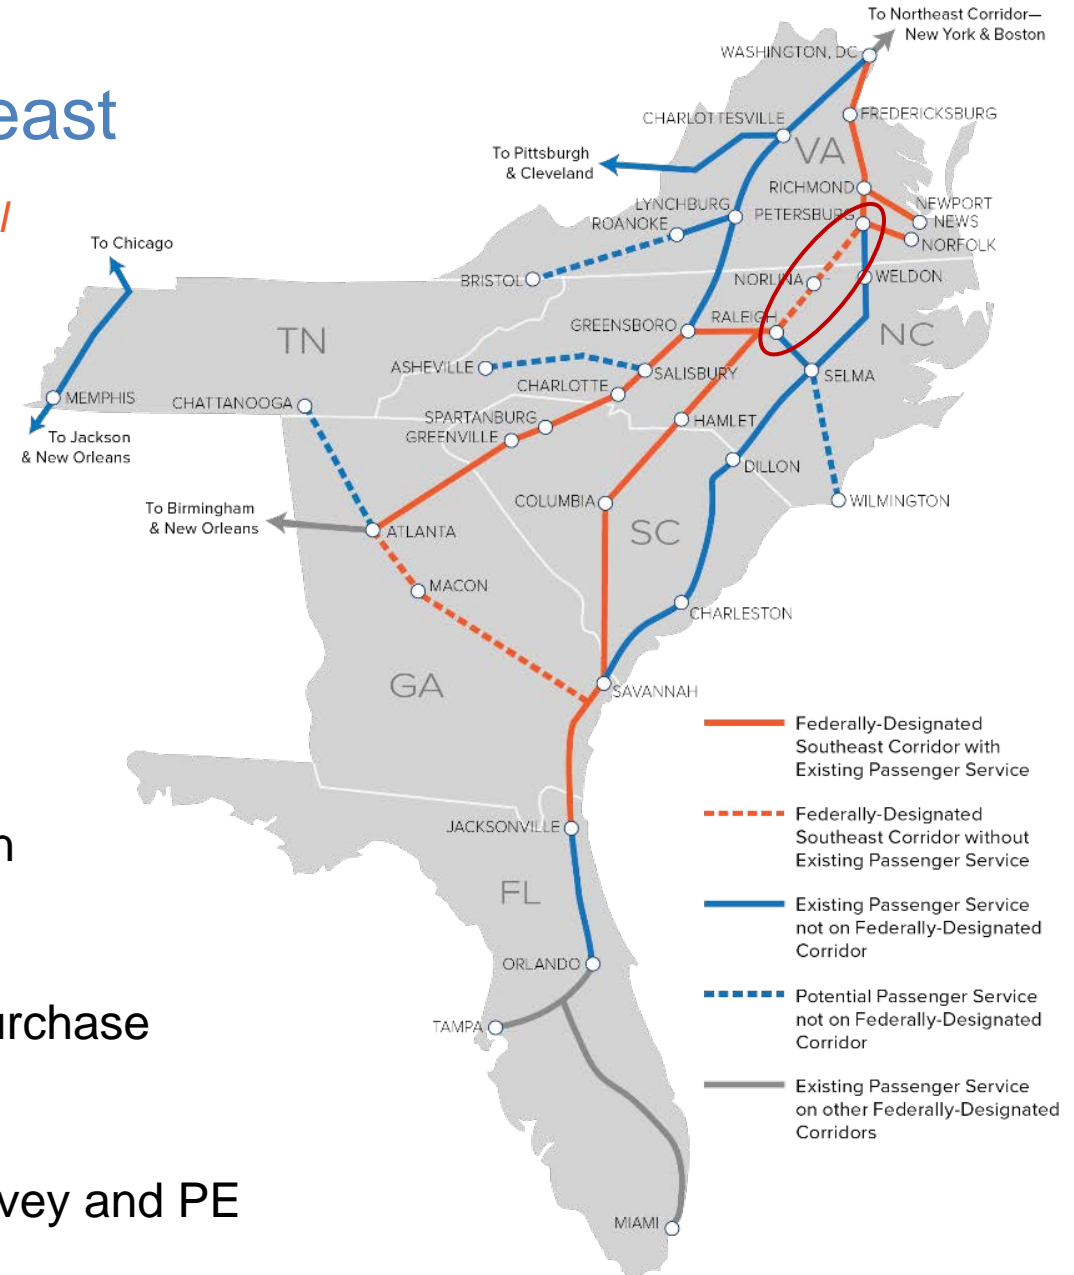 east
/
To Northeast Corridor—
New York & Boston
WASHINGTON, DC
CHARLOTTESVILLE
FREDERICKSBURG
VA
To Pittsburgh
& Cleveland
RICHMOND
LYNCHBURG
PETERSBURG
NEWPORT
NEWS
ROANOKE
NORFOLK
To Chicago
BRISTOL
NORLINA
WELDON
RALEIGH
GREENSBORO
NC
TN
ASHEVILLE
SALISBURY
SELMA
CHARLOTTE
MEMPHIS
CHATTANOOGA
SPARTANBURG
HAMLET
GREENVILLE
To Jackson
& New Orleans
DILLON
COLUMBIA
WILMINGTON
To Birmingham
& New Orleans
ATLANTA
SC
MACON
CHARLESTON
GA
SAVANNAH
Federally-Designated
Southeast Corridor with
Existing Passenger Service
Federally-Designated
Southeast Corridor without
Existing Passenger Service
JACKSONVILLE
n
FL
Existing Passenger Service
not on Federally-Designated
Corridor
ORLANDO
Potential Passenger Service
not on Federally-Designated
Corridor
urchase
TAMPA
Existing Passenger Service
on other Federally-Designated
Corridors
vey and PE
MIAMI